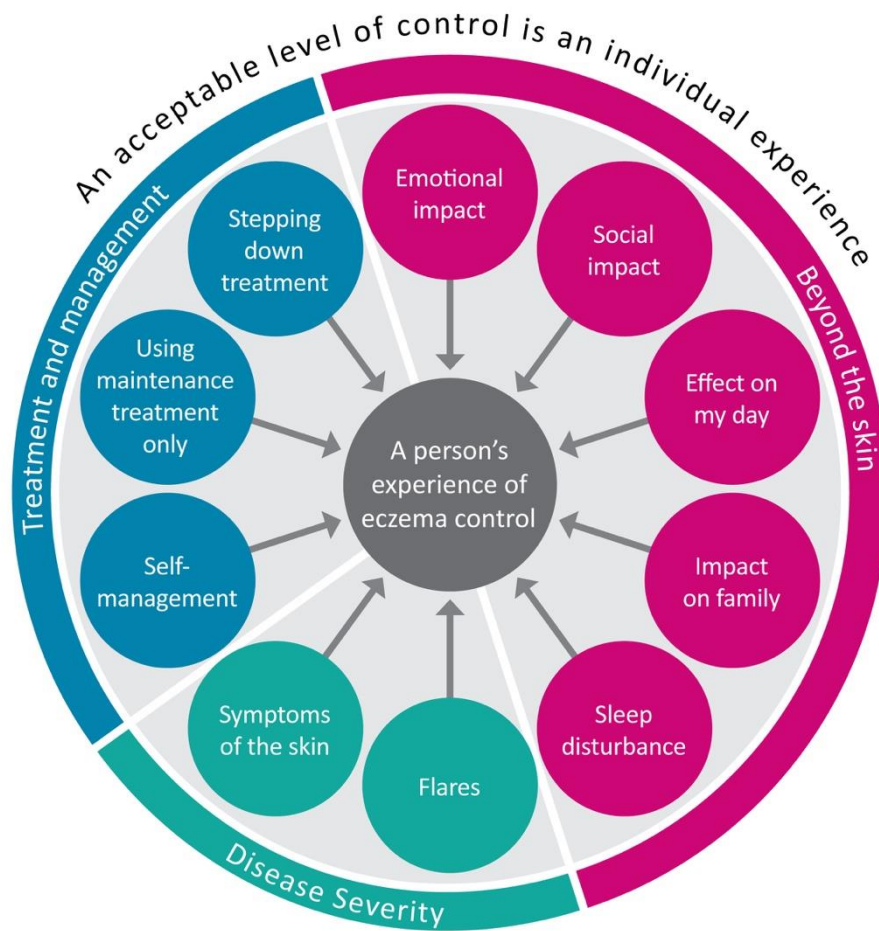 An acceptable level of control is an individual experience
Treatment and management
Beyond the skin
Disease Severity
Emotional
impact
Social
impact
Effect on
my day
Impact
on family
Sleep
disturbance
Flares
Symptoms
of the skin
Self-
management
Using
maintenance
treatment
only
Stepping
down
treatment
A person’s
experience of
eczema control